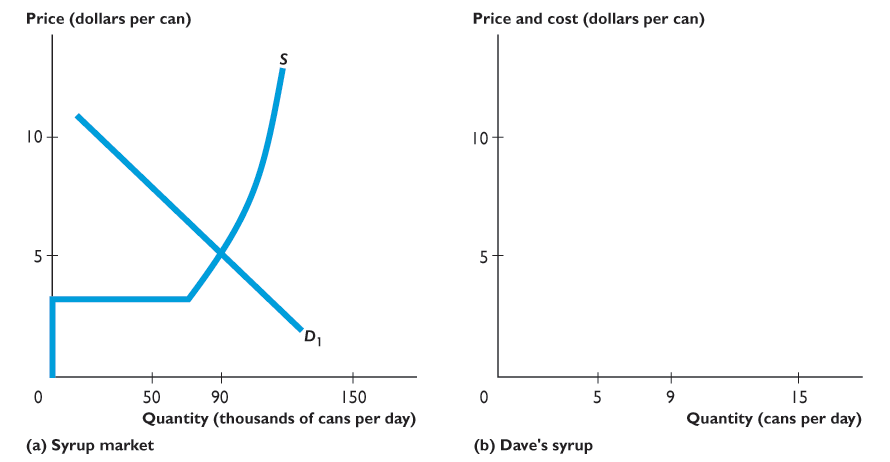 Price (dollars per can)
S
10
5
D1
0
50
90
150
Quantity (thousands of cans per day)
(a) Syrup market
Price and cost (dollars per can)
10
5
0
5
9
15
Quantity (cans per day)
(b) Dave's syrup